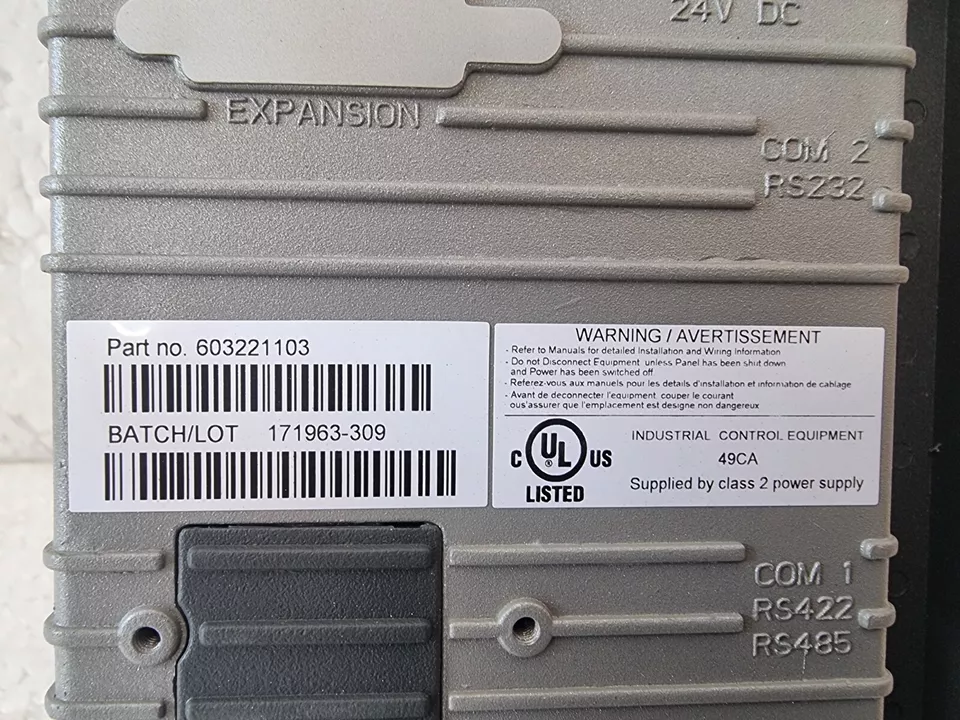 24V DC
EXPANSION
COM 2
RS232
Part no. 603221103
BATCH/LOT 171963-309
WARNING / AVERTISSEMENT
- Refer to Manuals for detailed Installation and Wiring Information
- Do not Disconnect Equipment unless Panel has been shut down
and Power has been switched off
- Referez-vous aux manuels pour les details d'installation et information de cablage
- Avant de deconnecter l'equipment, couper le courant
ous'assurer que l'emplacement est designe non dangereux
C UL US
®
LISTED
INDUSTRIAL CONTROL EQUIPMENT
49CA
Supplied by class 2 power supply
COM 1
RS422
RS485